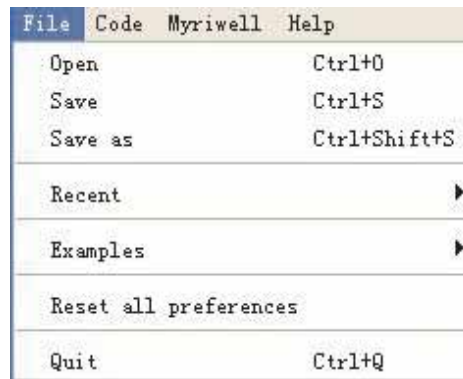 File Code Myriwell Help
Open Ctrl+O
Save Ctrl+S
Save as Ctrl+Shift+S
Recent
Examples
Reset all preferences
Quit Ctrl+Q